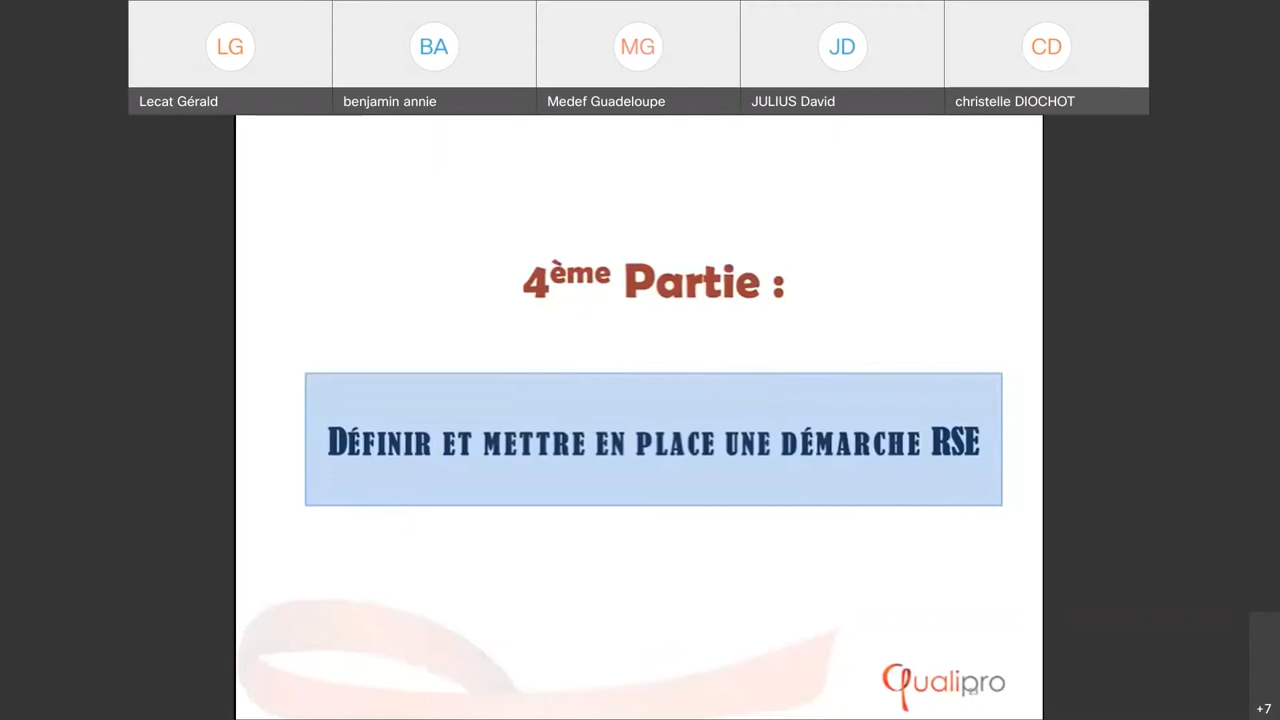 LG
BA
MG
JD
CD
Lecat Gérald
benjamin annie
Medef Guadeloupe
JULIUS David
christelle DIOCHOT
4ème Partie :
DÉFINIR ET METTRE EN PLACE UNE DÉMARCHE RSE
Qualipro
+7